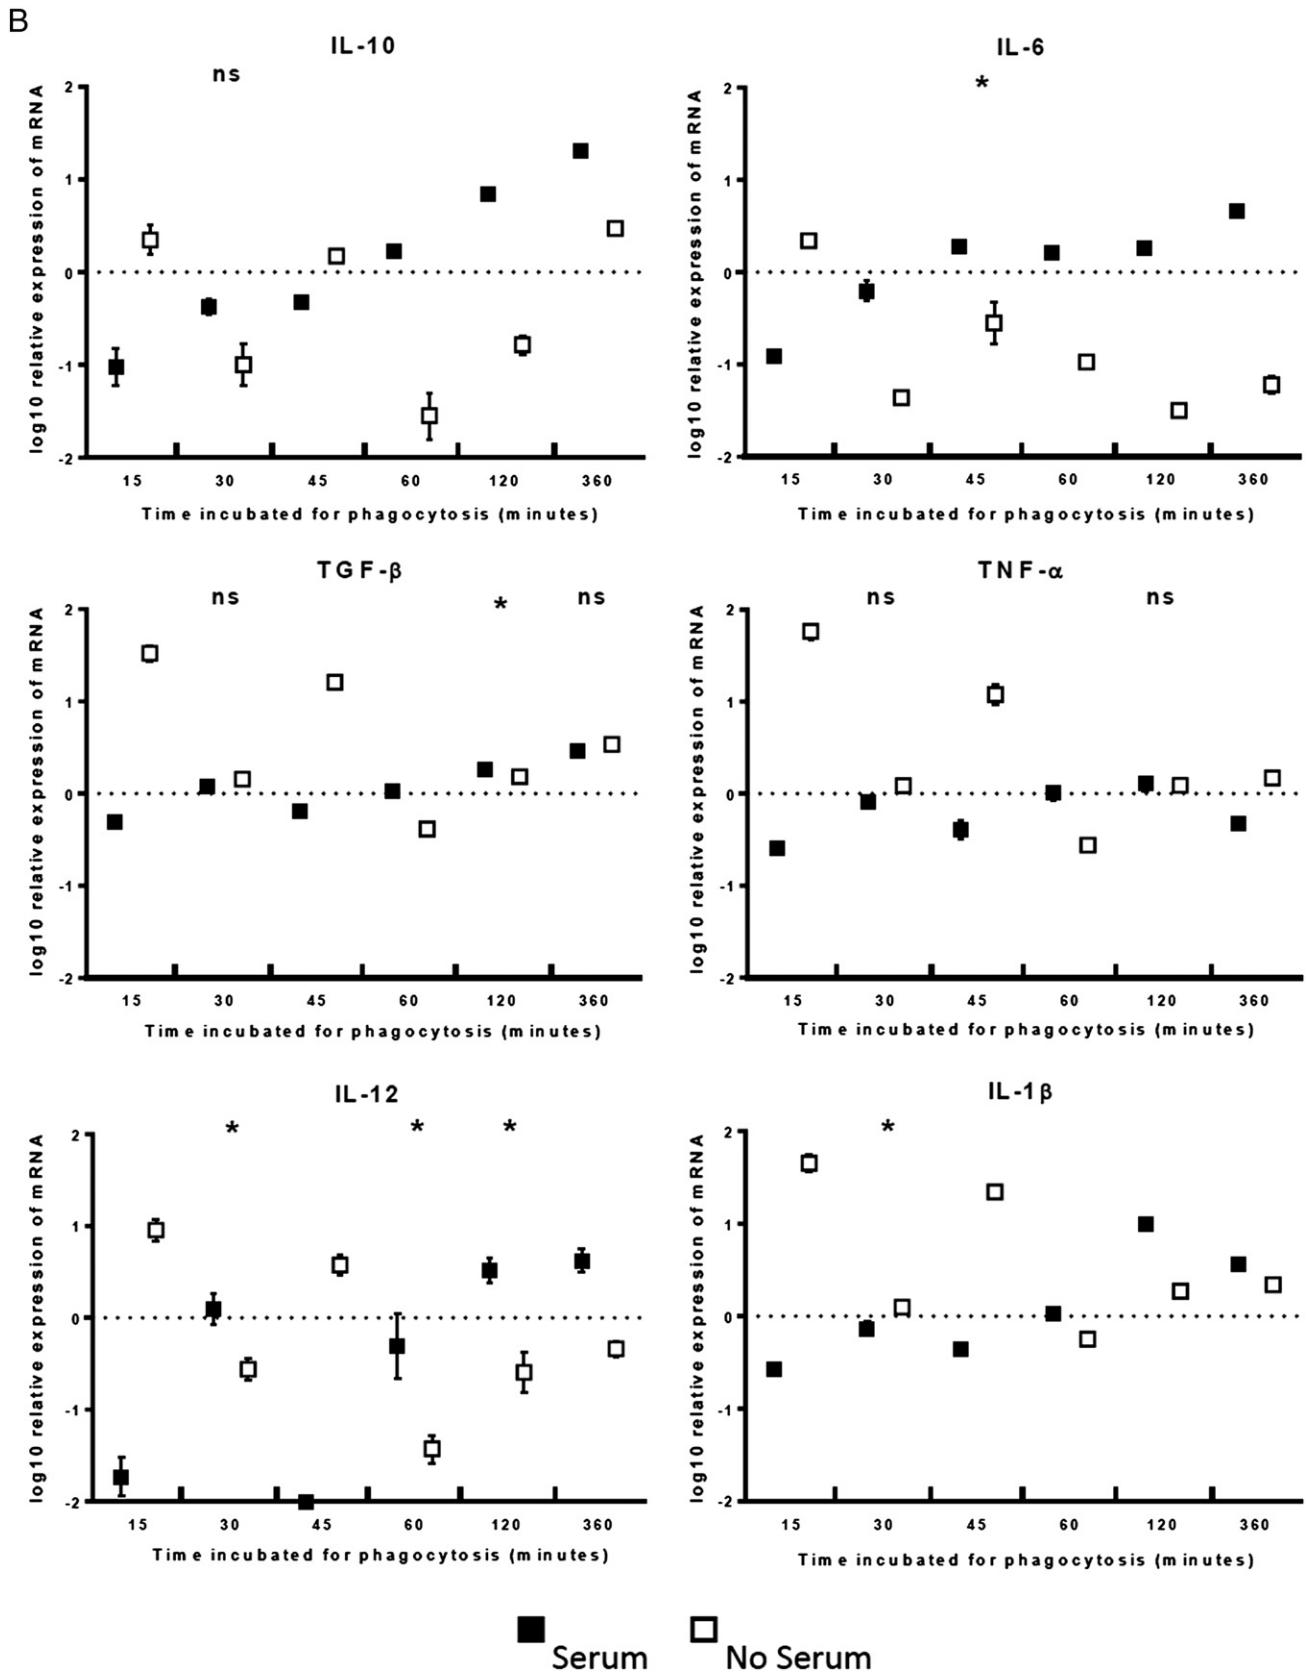 B
IL-10
ns
log10 relative expression of mRNA
2
1
0
-1
-2
15 30 45 60 120 360
Time incubated for phagocytosis (minutes)
IL-6
*
log10 relative expression of mRNA
2
1
0
-1
-2
15 30 45 60 120 360
Time incubated for phagocytosis (minutes)
TGF-β
ns * ns
log10 relative expression of mRNA
2
1
0
-1
-2
15 30 45 60 120 360
Time incubated for phagocytosis (minutes)
TNF-α
ns ns
log10 relative expression of mRNA
2
1
0
-1
-2
15 30 45 60 120 360
Time incubated for phagocytosis (minutes)
IL-12
* * *
log10 relative expression of mRNA
2
1
0
-1
-2
15 30 45 60 120 360
Time incubated for phagocytosis (minutes)
IL-1β
*
log10 relative expression of mRNA
2
1
0
-1
-2
15 30 45 60 120 360
Time incubated for phagocytosis (minutes)
Serum No Serum